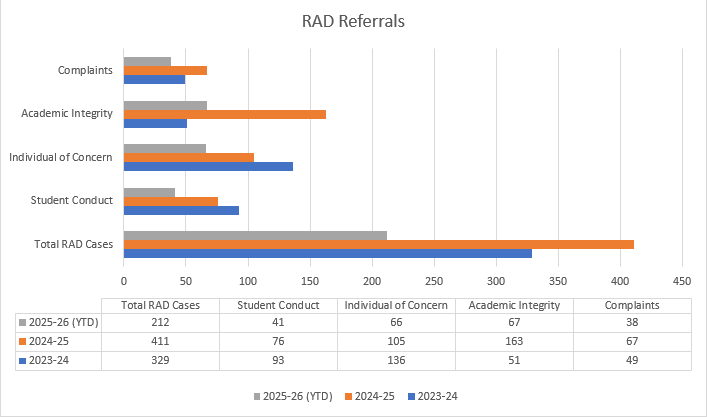 RAD Referrals
Complaints
Academic Integrity
Individual of Concern
Student Conduct
Total RAD Cases
0 50 100 150 200 250 300 350 400 450
Total RAD Cases Student Conduct Individual of Concern Academic Integrity Complaints
2025-26 (YTD) 212 41 66 67 38
2024-25 411 76 105 163 67
2023-24 329 93 136 51 49
2025-26 (YTD) 2024-25 2023-24